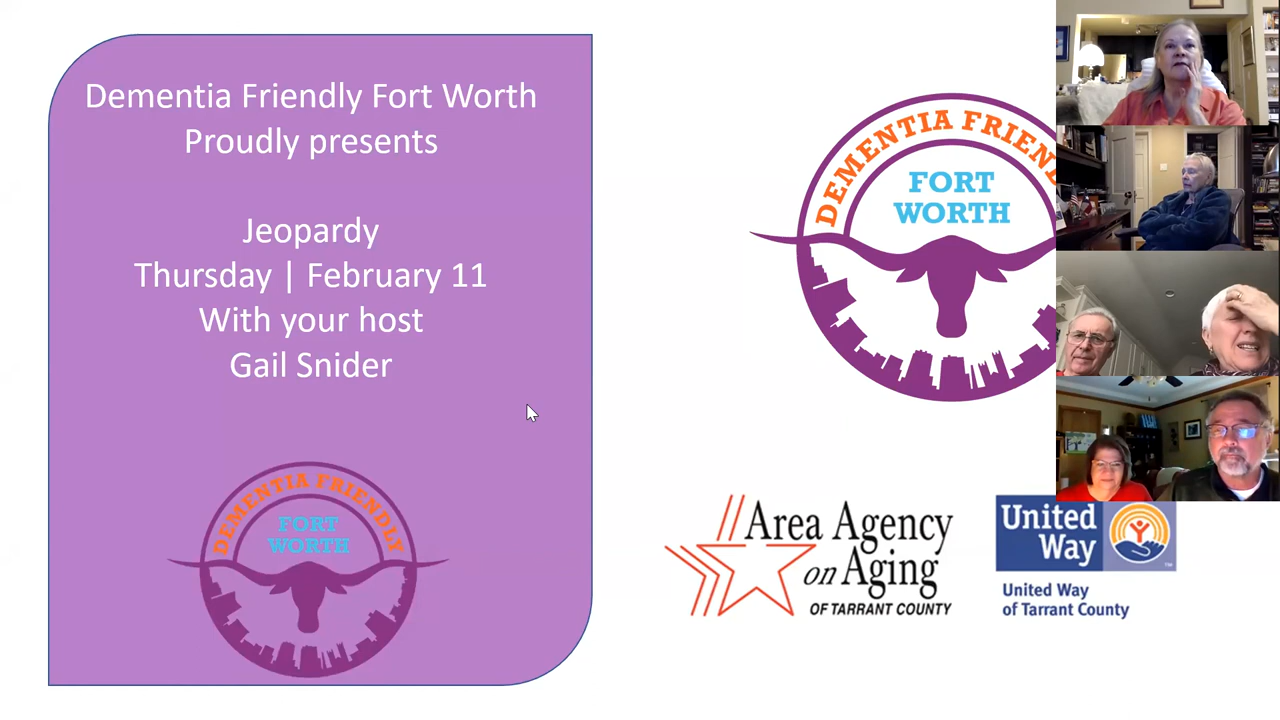 Dementia Friendly Fort Worth
Proudly presents
Jeopardy
Thursday | February 11
With your host
Gail Snider
DEMENTIA FRIENDLY
FORT
WORTH
DEMENTIA FRIEND
FORT
WORTH
Area Agency
on Aging
OF TARRANT COUNTY
United
Way
United Way
of Tarrant County